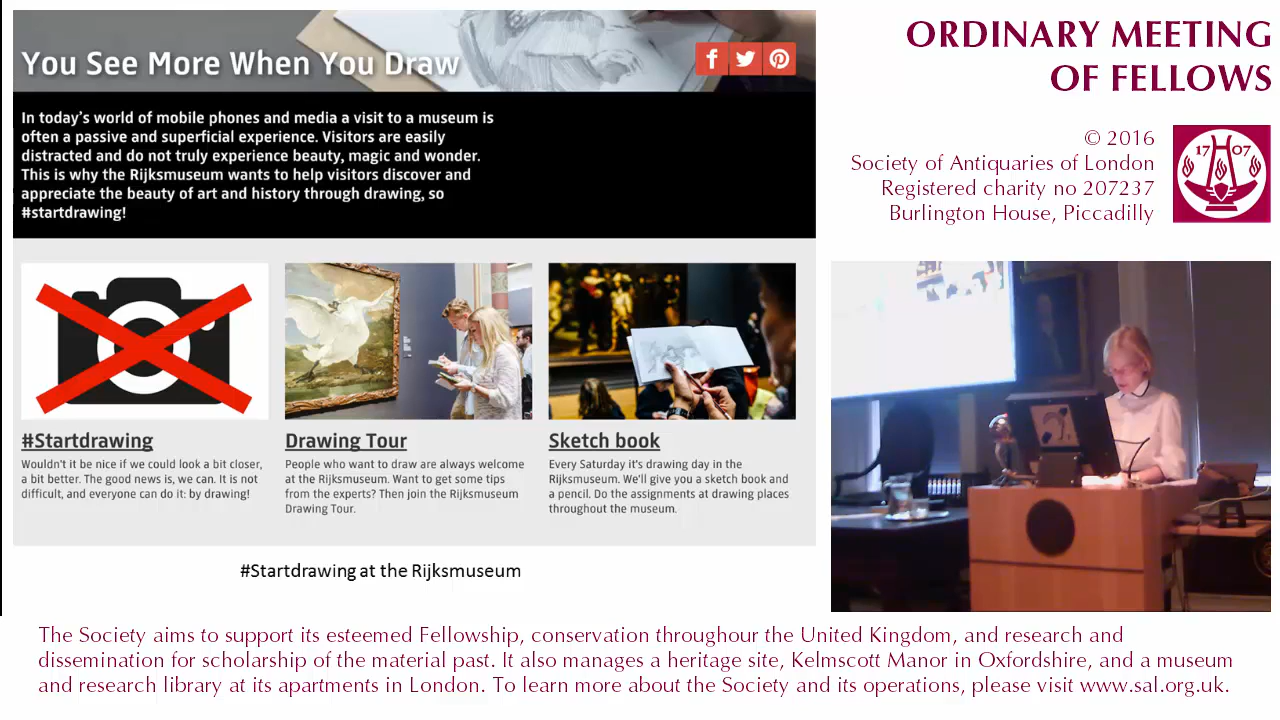 You See More When You Draw
In today's world of mobile phones and media a visit to a museum is
often a passive and superficial experience. Visitors are easily
distracted and do not truly experience beauty, magic and wonder.
This is why the Rijksmuseum wants to help visitors discover and
appreciate the beauty of art and history through drawing, so
#startdrawing!
#Startdrawing
Wouldn't it be nice if we could look a bit closer,
a bit better. The good news is, we can. It is not
difficult, and everyone can do it: by drawing!
Drawing Tour
People who want to draw are always welcome
at the Rijksmuseum. Want to get some tips
from the experts? Then join the Rijksmuseum
Drawing Tour.
Sketch book
Every Saturday it's drawing day in the
Rijksmuseum. We'll give you a sketch book and
a pencil. Do the assignments at drawing places
throughout the museum.
#Startdrawing at the Rijksmuseum
ORDINARY MEETING
OF FELLOWS
© 2016
Society of Antiquaries of London
Registered charity no 207237
Burlington House, Piccadilly
1707
The Society aims to support its esteemed Fellowship, conservation throughour the United Kingdom, and research and
dissemination for scholarship of the material past. It also manages a heritage site, Kelmscott Manor in Oxfordshire, and a museum
and research library at its apartments in London. To learn more about the Society and its operations, please visit www.sal.org.uk.